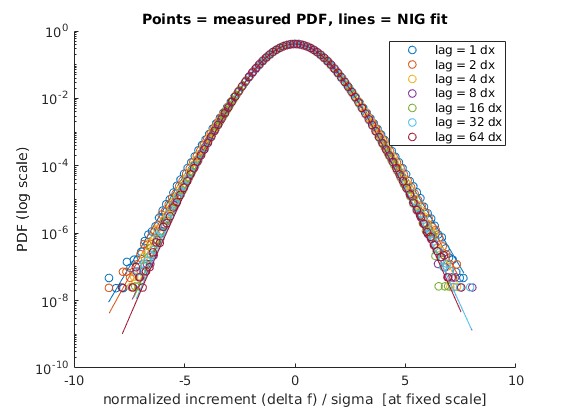 Points = measured PDF, lines = NIG fit
10^0
10^-2
10^-4
10^-6
10^-8
10^-10
PDF (log scale)
lag = 1 dx
lag = 2 dx
lag = 4 dx
lag = 8 dx
lag = 16 dx
lag = 32 dx
lag = 64 dx
-10 -5 0 5 10
normalized increment (delta f) / sigma [at fixed scale]